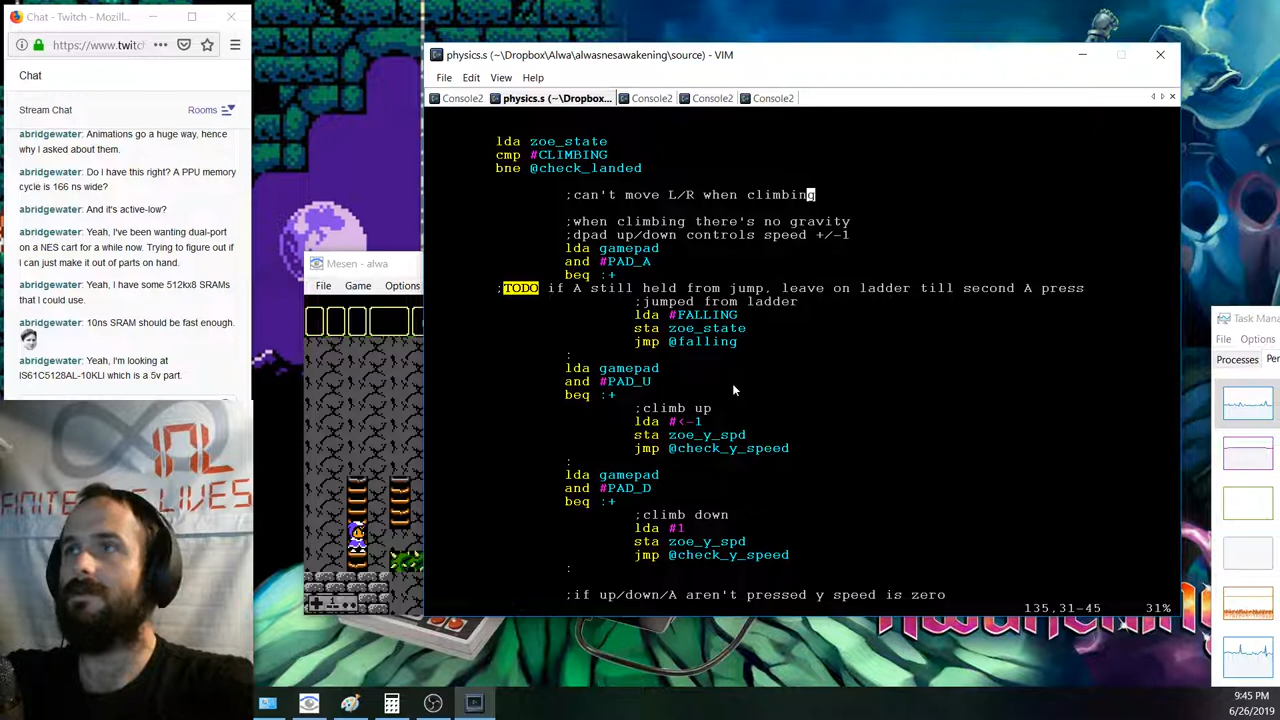 Chat - Twitch - Mozill...
https://www.twitc
Chat
Stream Chat
Rooms
abridgewater: Animations go a huge way, hence
why I asked about them.
abridgewater: Do I have this right? A PPU memory
cycle is 166 ns wide?
abridgewater: And it's active-low?
abridgewater: Yeah, I've been wanting dual-port
on a NES cart for a while now. Trying to figure out if
I can just make it out of parts on hand.
abridgewater: Yeah, I have some 512kx8 SRAMs
that I could use.
abridgewater: 10ns SRAM should be fast enough.
abridgewater: Yeah, I'm looking at
IS61C5128AL-10KLI which is a 5v part.
NL
FINITE LIVES
Mesen - alwa
File Game Options
physics.s (~\Dropbox\Alwa\alwasnesawakening\source) - VIM
File Edit View Help
Console2 physics.s (~\Dropbox... Console2 Console2 Console2
lda zoe_state
cmp #CLIMBING
bne @check_landed
;can't move L/R when climbing
;when climbing there's no gravity
;dpad up/down controls speed +/-1
lda gamepad
and #PAD_A
beq :+
;TODO if A still held from jump, leave on ladder till second A press
;jumped from ladder
lda #FALLING
sta zoe_state
jmp @falling
:
lda gamepad
and #PAD_U
beq :+
;climb up
lda #<-1
sta zoe_y_spd
jmp @check_y_speed
:
lda gamepad
and #PAD_D
beq :+
;climb down
lda #1
sta zoe_y_spd
jmp @check_y_speed
:
;if up/down/A aren't pressed y speed is zero
135,31-45 31%
Task Mana
File Options
Processes Per
9:45 PM
6/26/2019